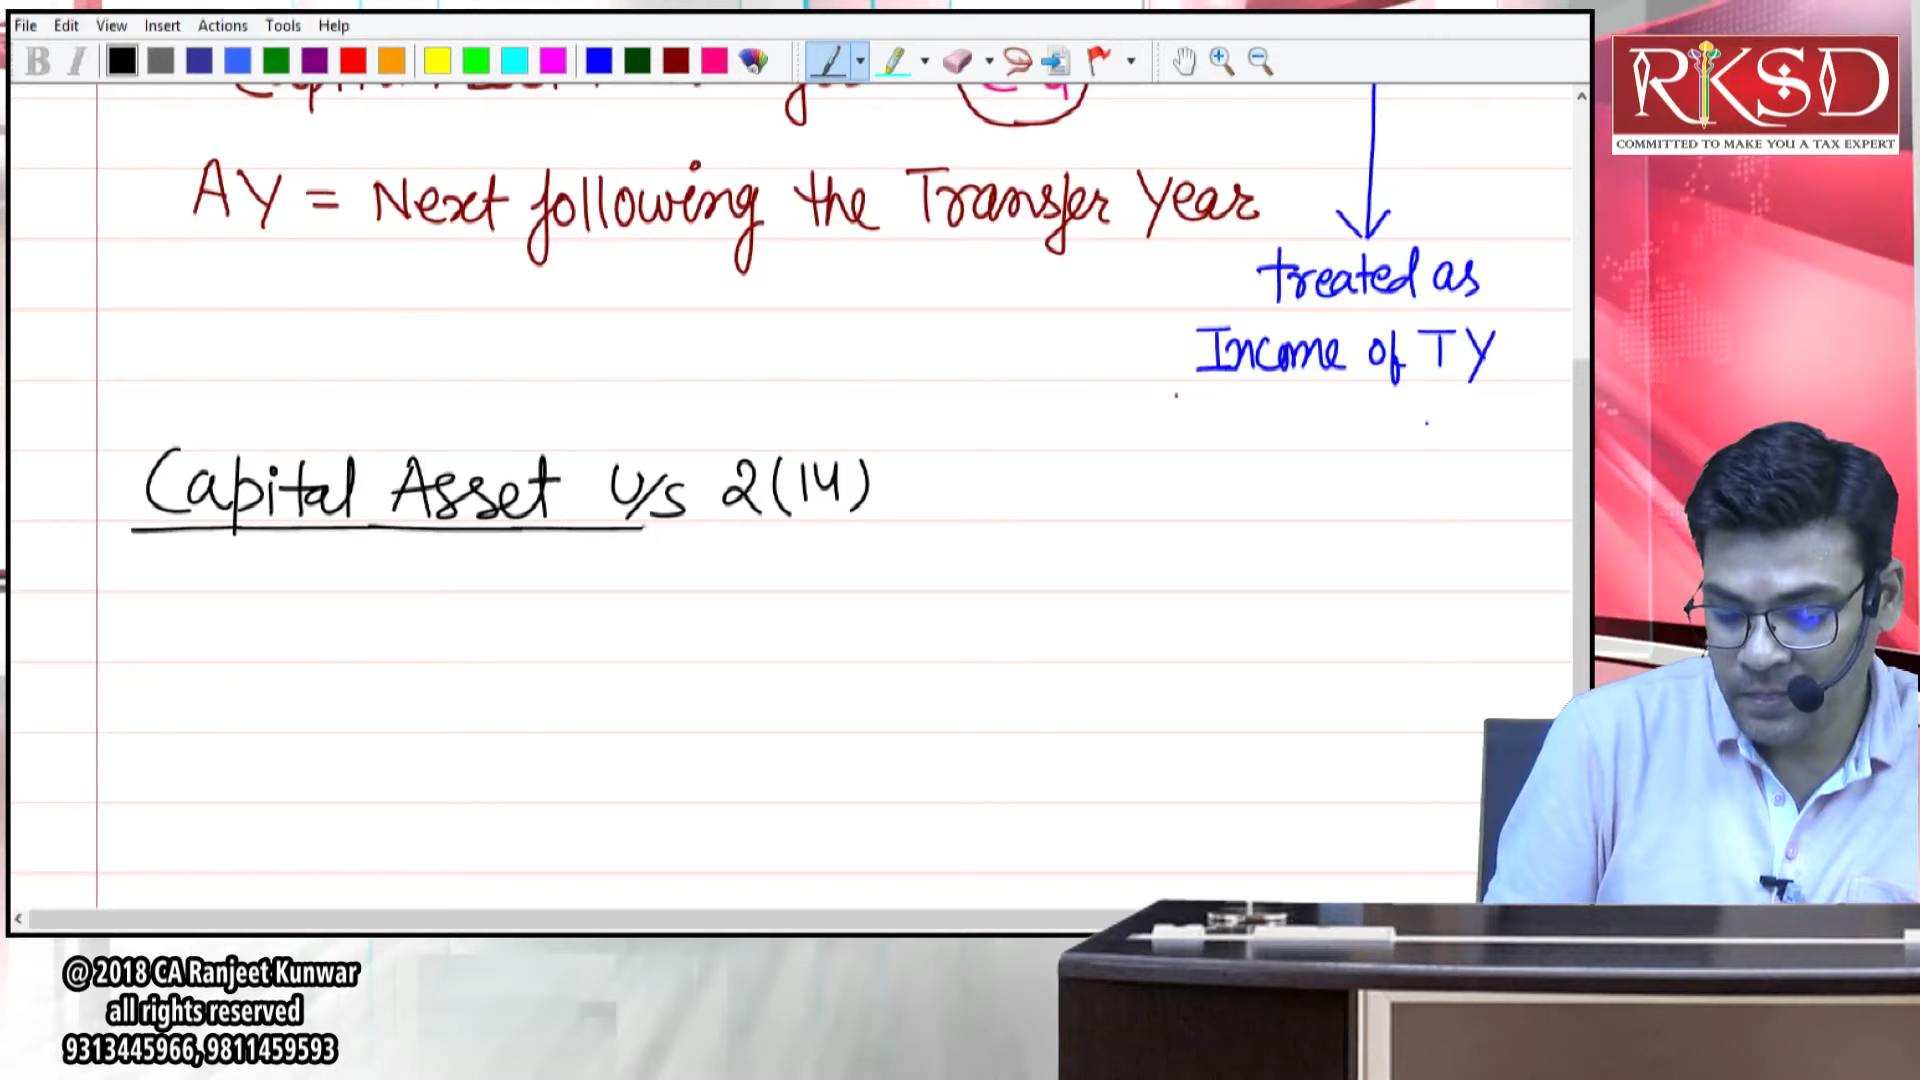 File Edit View Insert Actions Tools Help
B I
RKSD
COMMITTED TO MAKE YOU A TAX EXPERT
AY = Next following the Transfer Year
treated as
Income of TY
Capital Asset U/S 2(14)
@ 2018 CA Ranjeet Kunwar
all rights reserved
9313445966, 9811459593